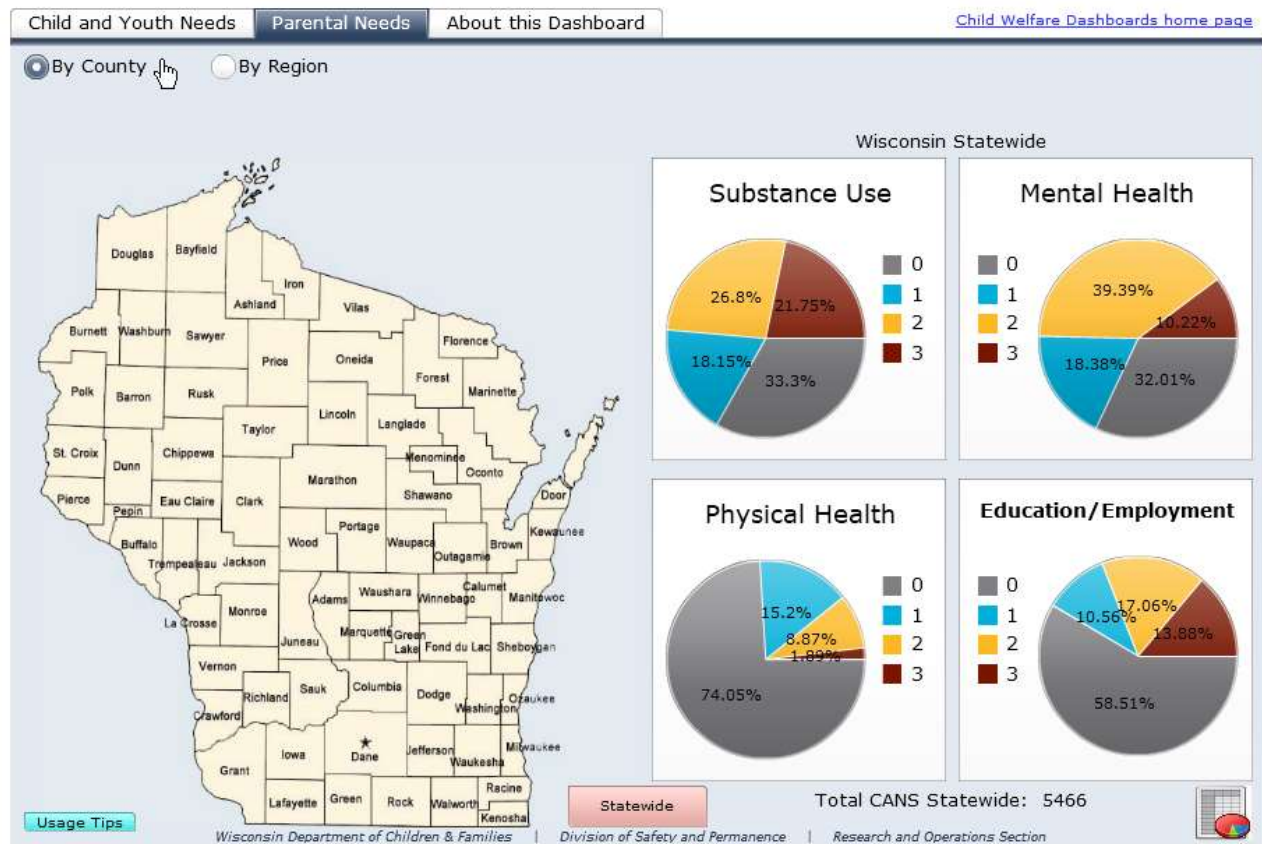 Child and Youth Needs
Parental Needs
About this Dashboard
Child Welfare Dashboards home page
By County
By Region
Wisconsin Statewide
Substance Use
26.8%
21.75%
18.15%
33.3%
0
1
2
3
Mental Health
0
1
2
3
39.39%
10.22%
18.38%
32.01%
Physical Health
15.2%
8.87%
1.89%
74.05%
0
1
2
3
Education/Employment
0
1
2
3
17.06%
10.56%
13.88%
58.51%
Douglas
Bayfield
Iron
Ashland
Vilas
Burnett
Washburn
Sawyer
Florence
Price
Oneida
Forest
Polk
Barron
Rusk
Marinette
Lincoln
Taylor
Langlade
St. Croix
Dunn
Chippewa
Menominee
Oconto
Marathon
Pierce
Eau Claire
Clark
Shawano
Door
Pepin
Buffalo
Wood
Portage
Waupaca
Brown
Kewaunee
Outagamie
Trempealeau
Jackson
Adams
Waushara
Winnebago
Calumet
Manitowoc
La Crosse
Monroe
Juneau
Marquette
Green
Lake
Fond du Lac
Sheboygan
Vernon
Richland
Sauk
Columbia
Dodge
Ozaukee
Washington
Crawford
Iowa
Dane
Jefferson
Waukesha
Milwaukee
Grant
Lafayette
Green
Rock
Walworth
Racine
Kenosha
Usage Tips
Statewide
Total CANS Statewide: 5466
Wisconsin Department of Children & Families | Division of Safety and Permanence | Research and Operations Section